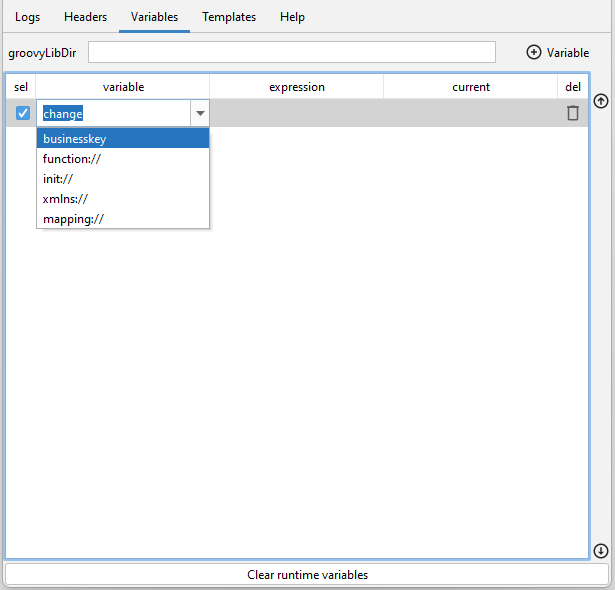 Logs Headers Variables Templates Help
groovyLibDir Variable
sel variable expression current del
change
businesskey
function://
init://
xmlns://
mapping://
Clear runtime variables